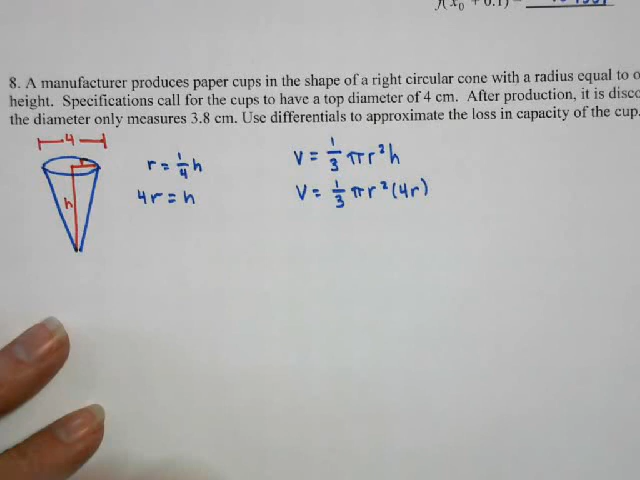 8. A manufacturer produces paper cups in the shape of a right circular cone with a radius equal to
height. Specifications call for the cups to have a top diameter of 4 cm. After production, it is
the diameter only measures 3.8 cm. Use differentials to approximate the loss in capacity of the cup.
4
r
h
r = 1/4 h
4r = h
V = 1/3 πr²h
V = 1/3 πr²(4r)